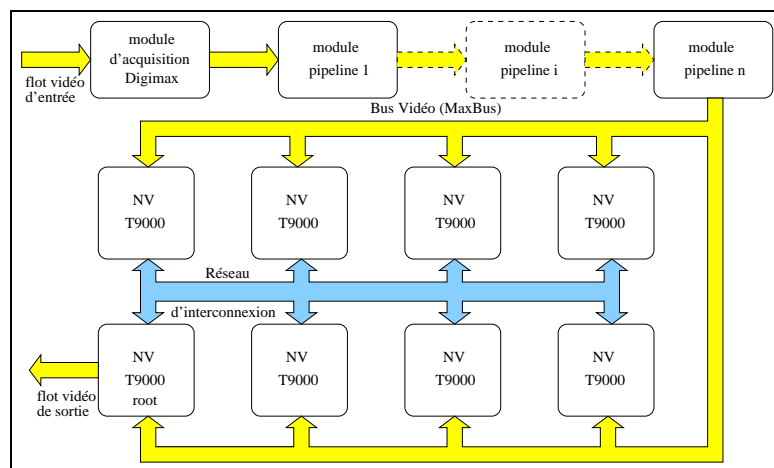 module
d'acquisition
Digimax
module
pipeline 1
module
pipeline i
module
pipeline n
flot vidéo
d'entrée
Bus Vidéo (MaxBus)
NV
T9000
NV
T9000
NV
T9000
NV
T9000
Réseau
d'interconnexion
NV
T9000
root
NV
T9000
NV
T9000
NV
T9000
flot vidéo
de sortie